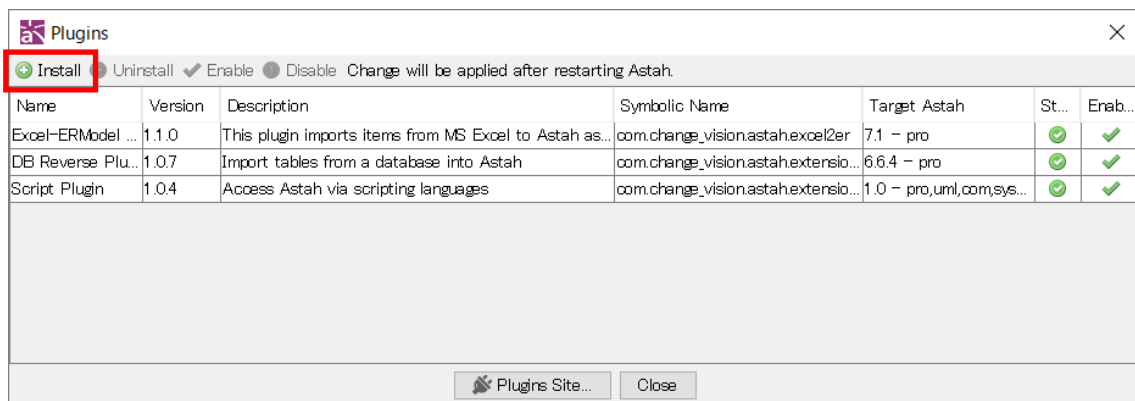 Plugins
Install Uninstall Enable Disable Change will be applied after restarting Astah.
Name Version Description Symbolic Name Target Astah St... Enab...
Excel-ERModel ... 1.1.0 This plugin imports items from MS Excel to Astah as... com.change_vision.astah.excel2er 7.1 - pro
DB Reverse Plu... 1.0.7 Import tables from a database into Astah com.change_vision.astah.extensio... 6.6.4 - pro
Script Plugin 1.0.4 Access Astah via scripting languages com.change_vision.astah.extensio... 1.0 - pro,uml,com,sys...
Plugins Site... Close